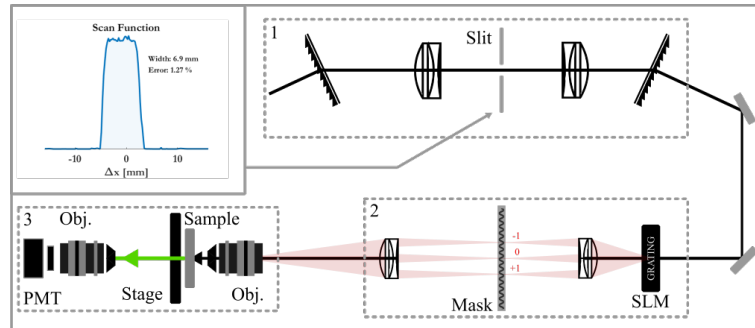 Scan Function
Width: 6.9 mm
Error: 1.27 %
-10 0 10
Δx [mm]
1
Slit
3
Obj.
Sample
PMT
Stage
Obj.
2
-1
0
+1
Mask
GRATING
SLM